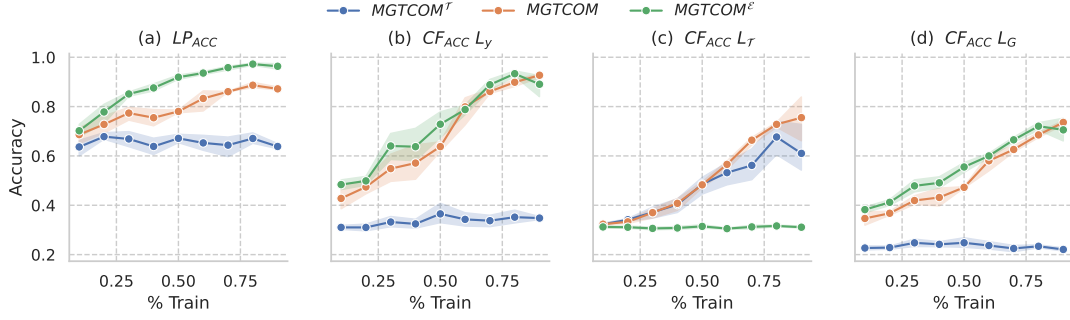 MGTCOM^𝒯 MGTCOM MGTCOM^ℰ
(a) LP_ACC (b) CF_ACC L_y (c) CF_ACC L_𝒯 (d) CF_ACC L_G
Accuracy
1.0
0.8
0.6
0.4
0.2
0.25 0.50 0.75 0.25 0.50 0.75 0.25 0.50 0.75 0.25 0.50 0.75
% Train % Train % Train % Train